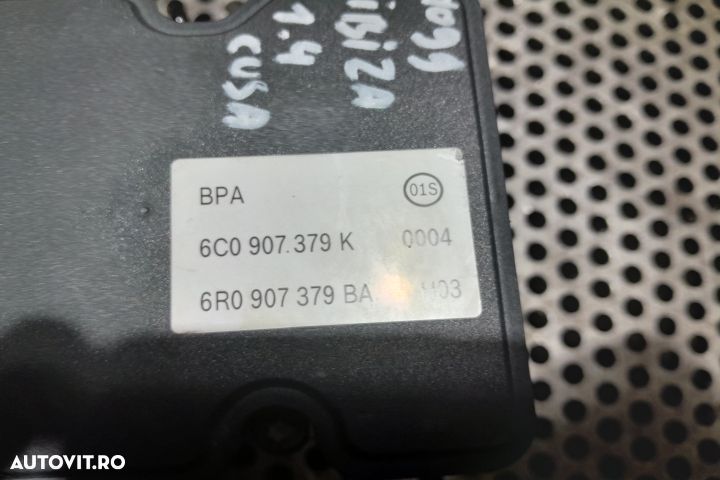 iBiZA
1.4
CUSA
BPA 01S
6C0 907.379 K 0004
6R0 907 379 BA H03
AUTOVIT.RO